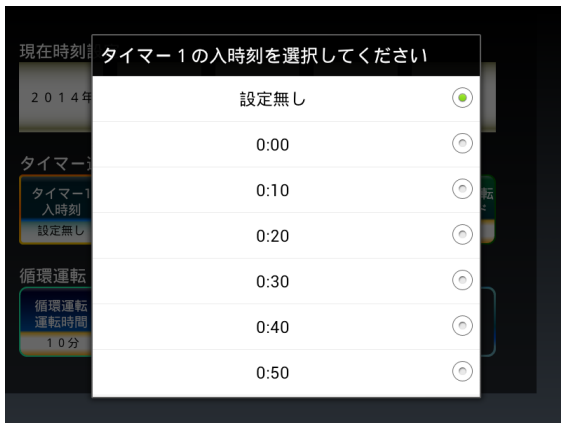 現在時刻
タイマー１の入時刻を選択してください
２０１４年
設定無し
0:00
タイマー
0:10
タイマー1
入時刻
転
0:20
設定無し
循環運転
0:30
循環運転
運転時間
0:40
１０分
0:50